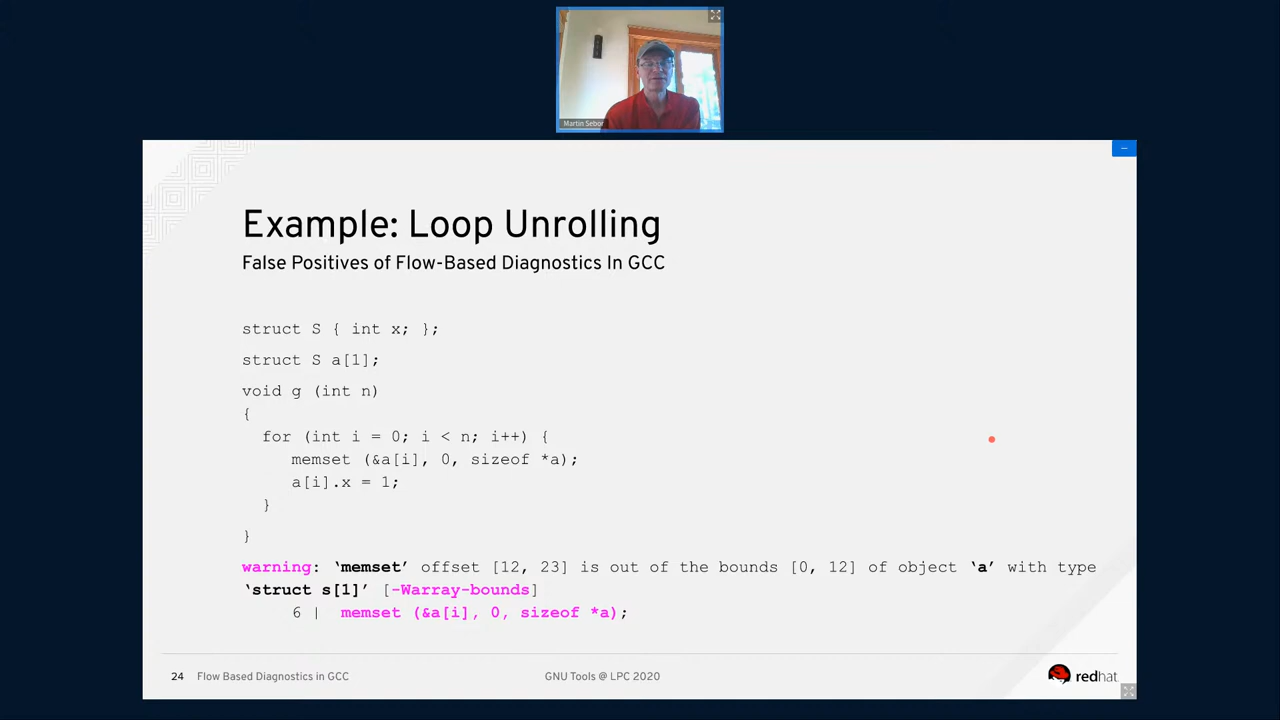 Martin Sebor
Example: Loop Unrolling
False Positives of Flow-Based Diagnostics In GCC
struct S { int x; };
struct S a[1];
void g (int n)
{
for (int i = 0; i < n; i++) {
memset (&a[i], 0, sizeof *a);
a[i].x = 1;
}
}
warning: ‘memset’ offset [12, 23] is out of the bounds [0, 12] of object ‘a’ with type
‘struct s[1]’ [-Warray-bounds]
6 | memset (&a[i], 0, sizeof *a);
24 Flow Based Diagnostics in GCC GNU Tools @ LPC 2020 redhat